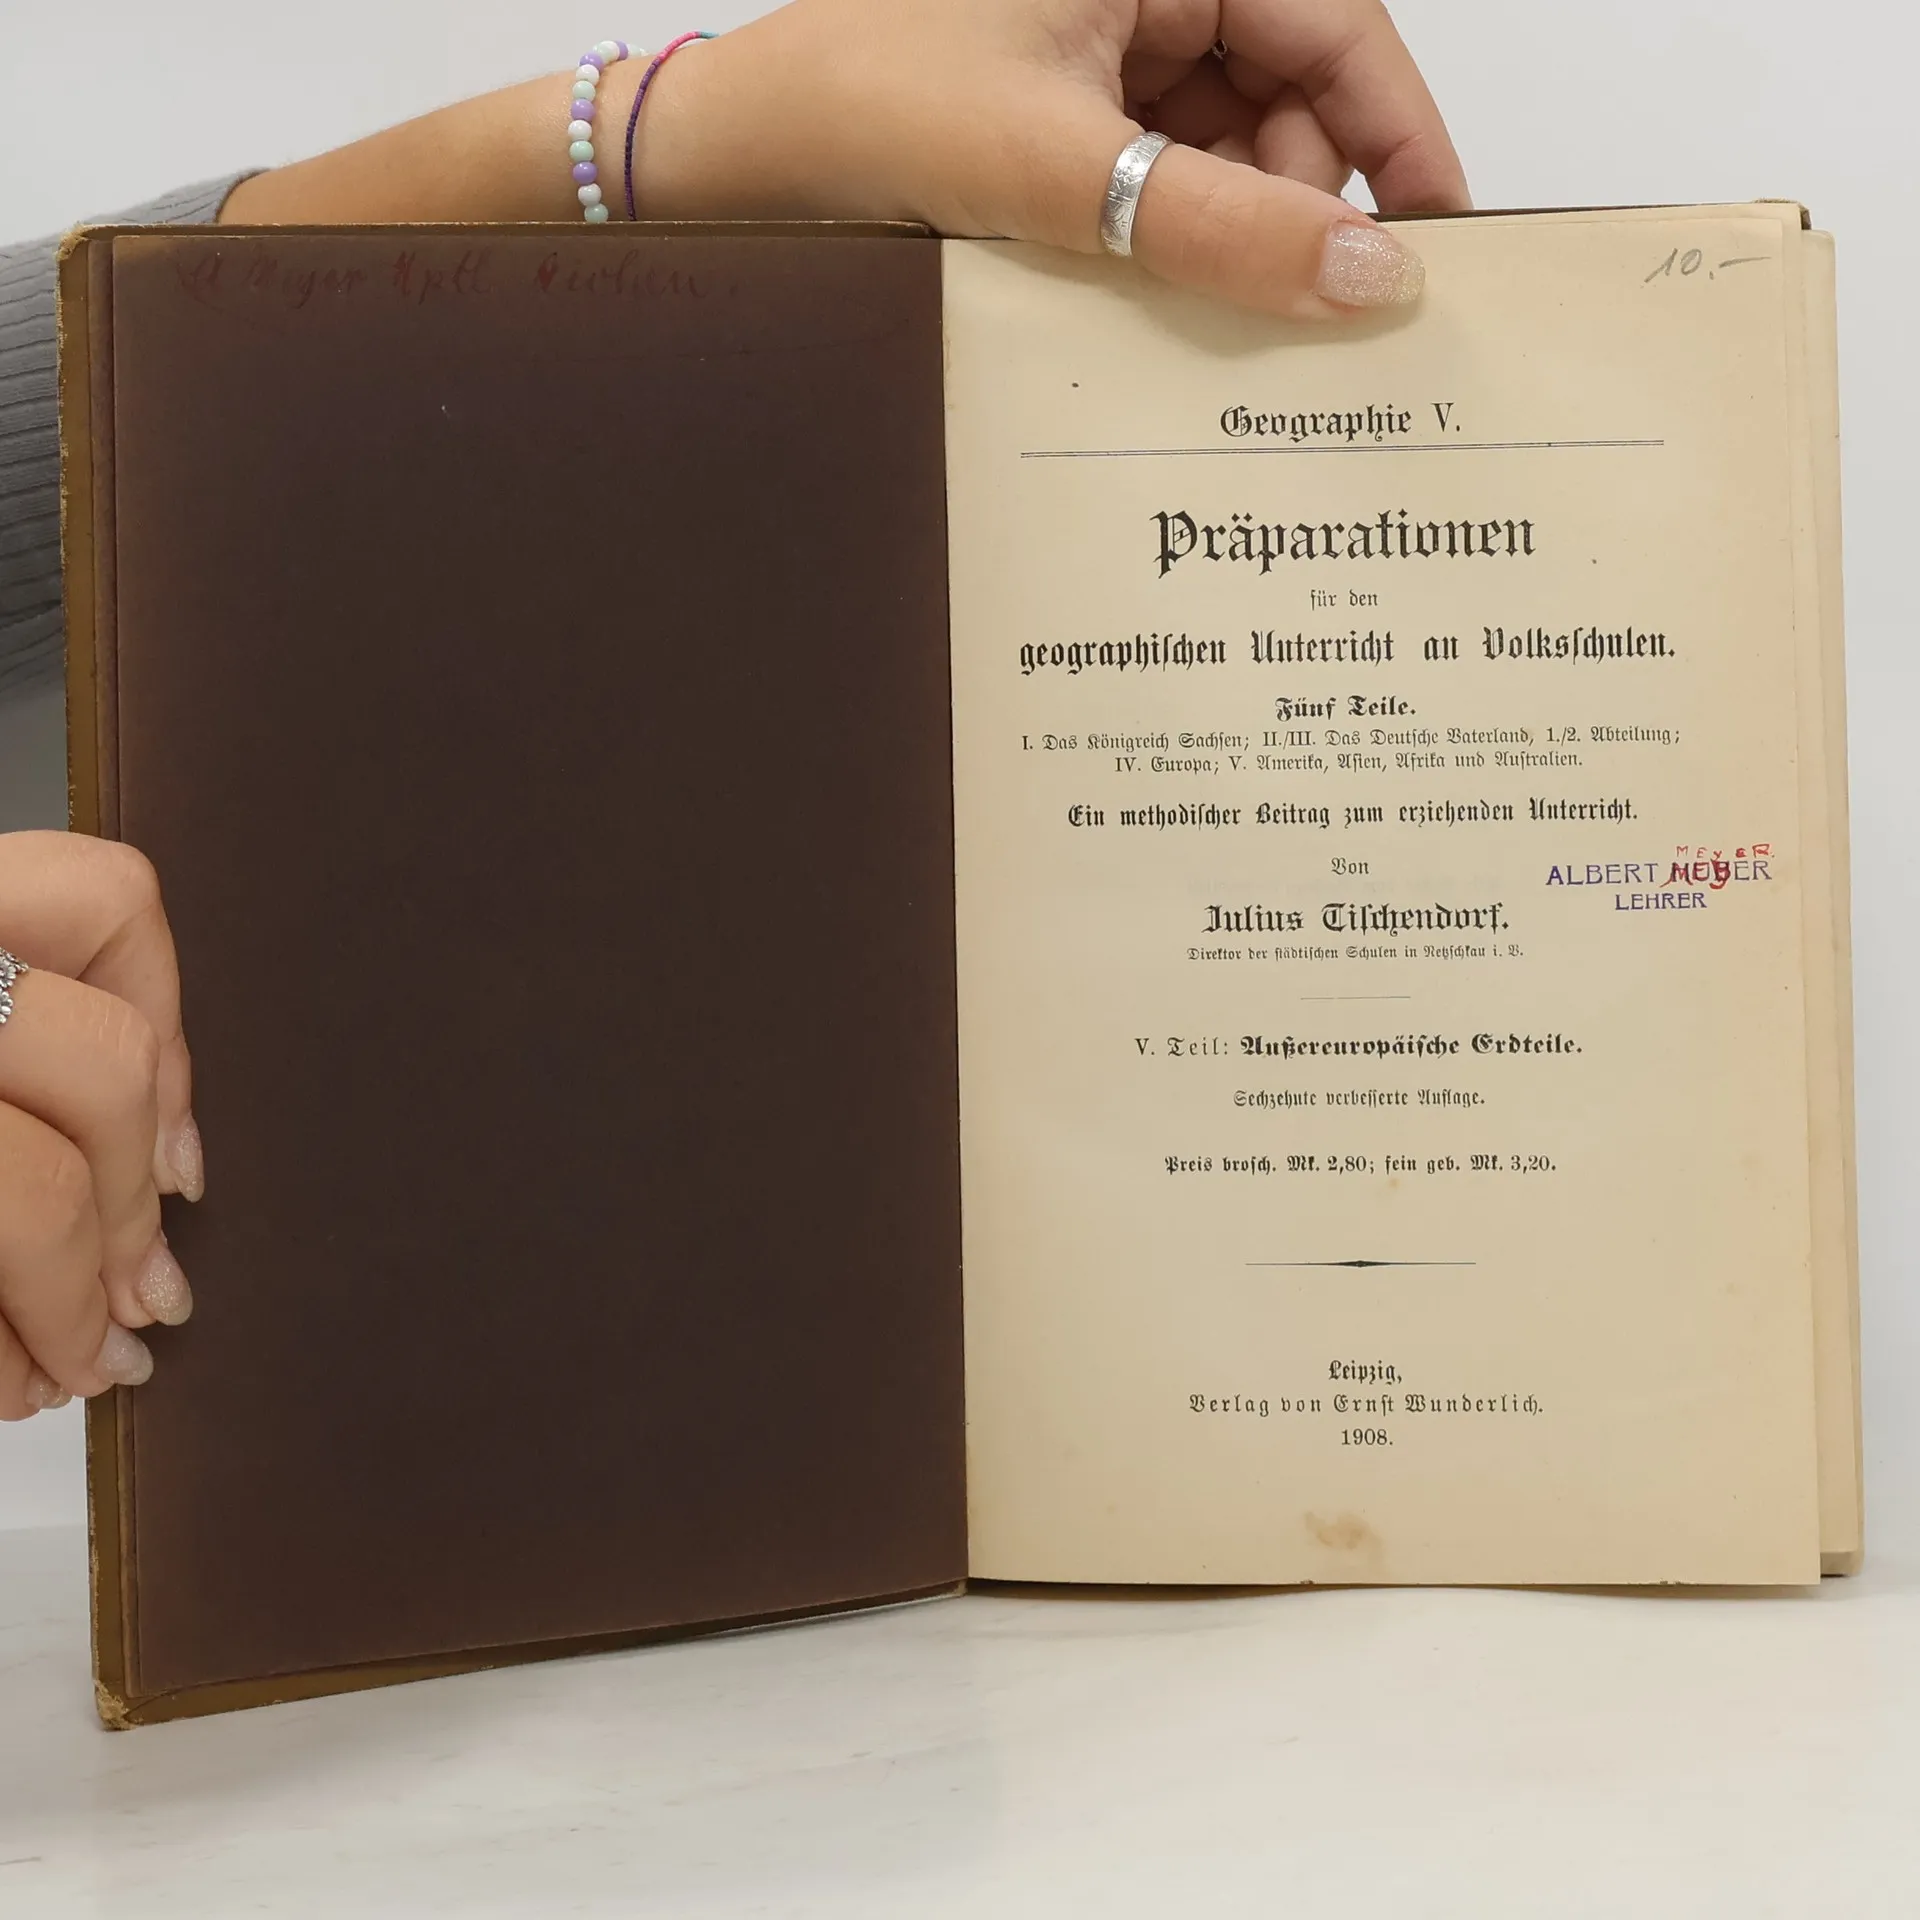 A Meyer Hptl.
10.–
Geographie V.
Präparationen
für den
geographiſchen Unterricht an Volksſchulen.
Fünf Teile.
I. Das Königreich Sachſen; II./III. Das Deutſche Vaterland, 1./2. Abteilung;
IV. Europa; V. Amerika, Aſien, Afrika und Auſtralien.
Ein methodiſcher Beitrag zum erziehenden Unterricht.
Von
Julius Tiſchendorf.
Direktor der ſtädtiſchen Schulen in Netzſchkau i. V.
MEYER.
ALBERT HUBER
LEHRER
V. Teil: Außereuropäiſche Erdteile.
Sechzehnte verbeſſerte Auflage.
Preis broſch. Mk. 2,80; fein geb. Mk. 3,20.
Leipzig,
Verlag von Ernſt Wunderlich.
1908.